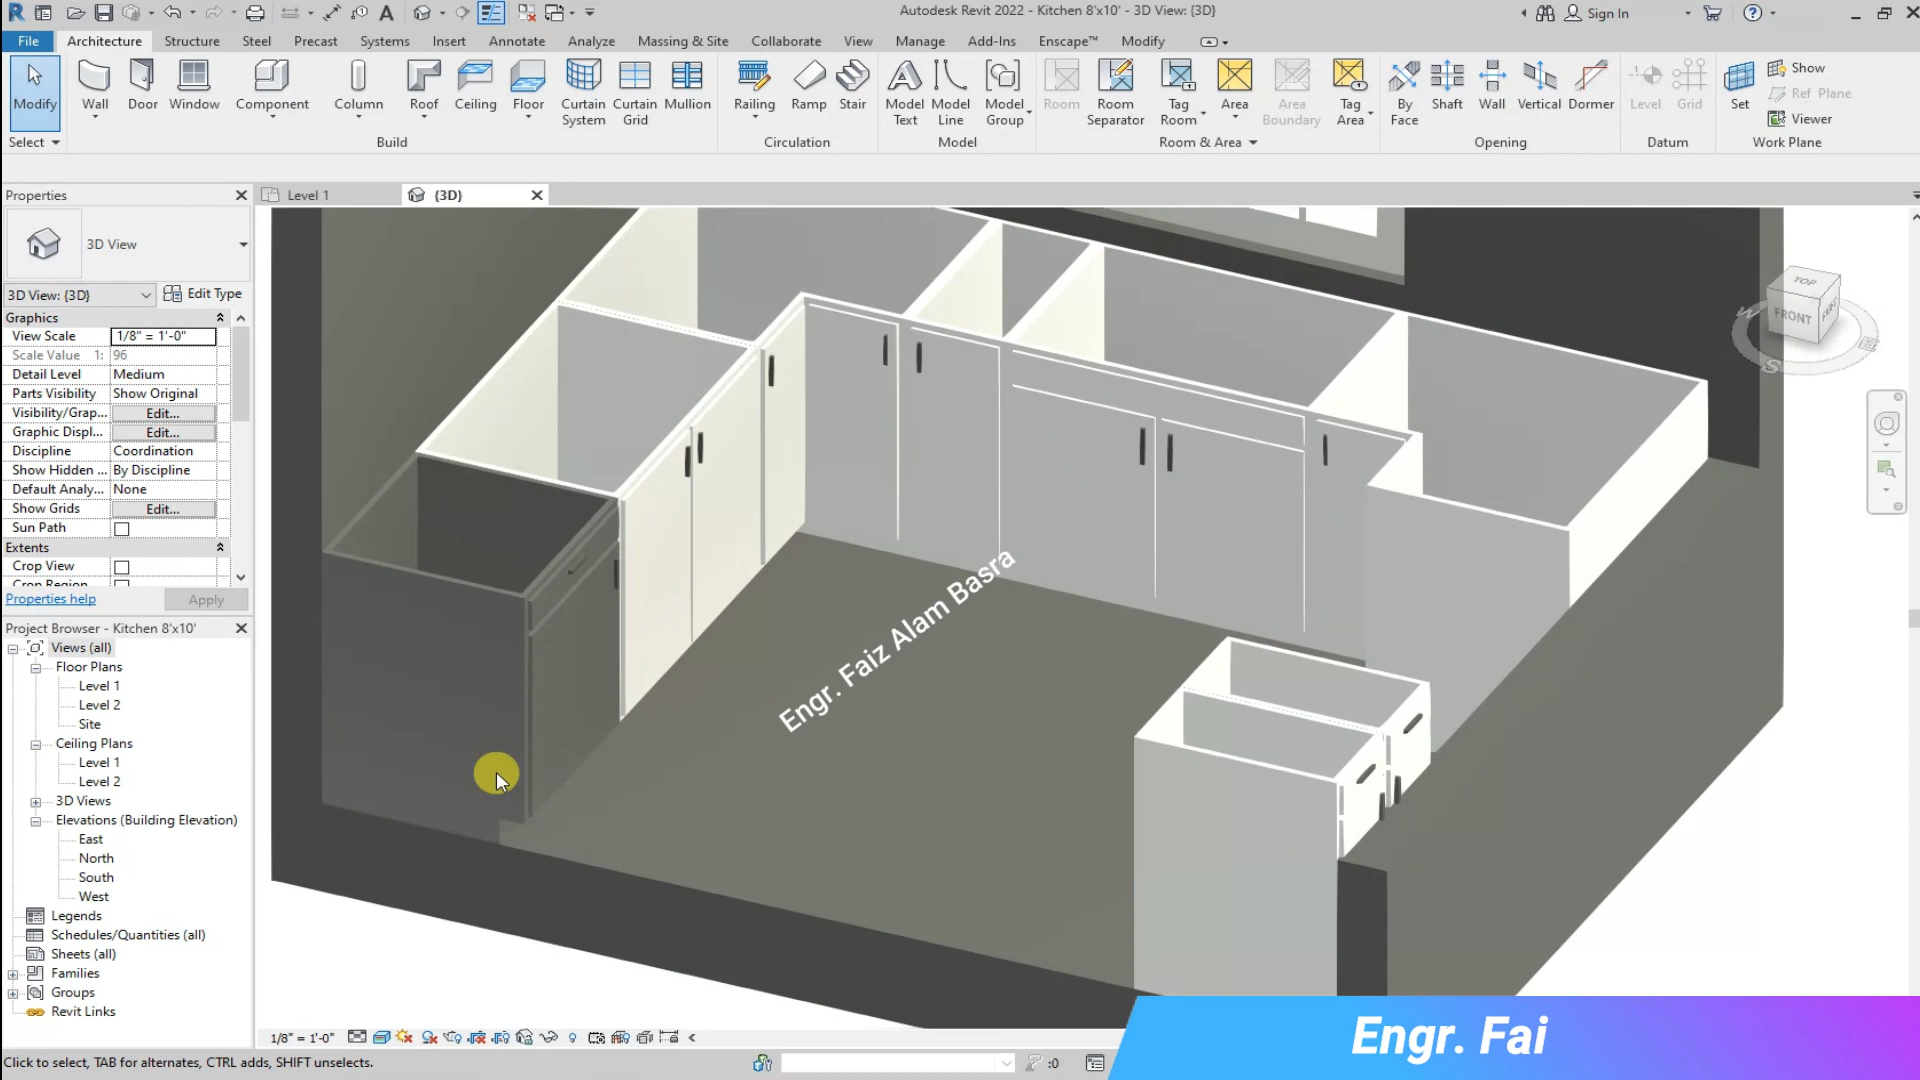 Autodesk Revit 2022 - Kitchen 8'x10' - 3D View: {3D}
Sign In
File
Architecture
Structure
Steel
Precast
Systems
Insert
Annotate
Analyze
Massing & Site
Collaborate
View
Manage
Add-Ins
Enscape™
Modify
Modify
Wall
Door
Window
Component
Column
Roof
Ceiling
Floor
Curtain System
Curtain Grid
Mullion
Railing
Ramp
Stair
Model Text
Model Line
Model Group
Room
Room Separator
Tag Room
Area
Area Boundary
Tag Area
By Face
Shaft
Wall
Vertical
Dormer
Level
Grid
Set
Show
Ref Plane
Viewer
Select
Build
Circulation
Model
Room & Area
Opening
Datum
Work Plane
Properties
Level 1
{3D}
3D View
3D View: {3D}
Edit Type
Graphics
View Scale 1/8" = 1'-0"
Scale Value 1: 96
Detail Level Medium
Parts Visibility Show Original
Visibility/Grap... Edit...
Graphic Displ... Edit...
Discipline Coordination
Show Hidden ... By Discipline
Default Analy... None
Show Grids Edit...
Sun Path
Extents
Crop View
Crop Region
Properties help
Apply
Project Browser - Kitchen 8'x10'
Views (all)
Floor Plans
Level 1
Level 2
Site
Ceiling Plans
Level 1
Level 2
3D Views
Elevations (Building Elevation)
East
North
South
West
Legends
Schedules/Quantities (all)
Sheets (all)
Families
Groups
Revit Links
TOP
FRONT
W
S
Engr. Faiz Alam Basra
1/8" = 1'-0"
Click to select, TAB for alternates, CTRL adds, SHIFT unselects.
:0
Engr. Fai